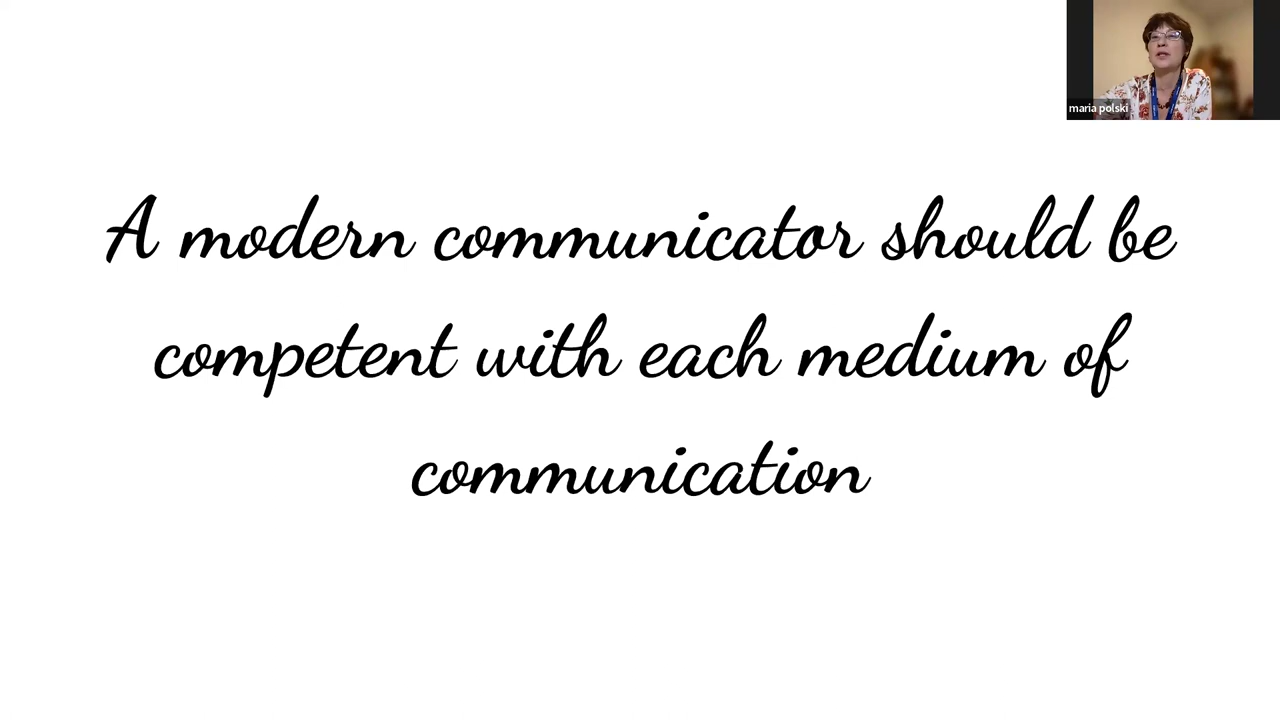 maria polski
A modern communicator should be
competent with each medium of
communication